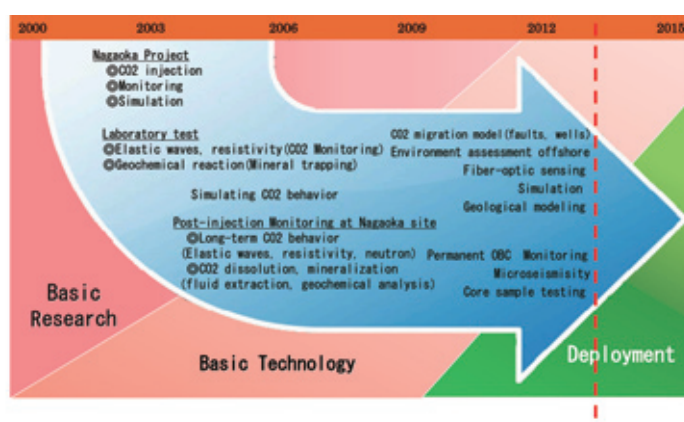 2000 2003 2006 2009 2012 2015
Nagaoka Project
◎CO2 injection
◎Monitoring
◎Simulation
Laboratory test
◎Elastic waves, resistivity(CO2 Monitoring)
◎Geochemical reaction(Mineral trapping)
Simulating CO2 behavior
Post-injection Monitoring at Nagaoka site
◎Long-term CO2 behavior
(Elastic waves, resistivity, neutron)
◎CO2 dissolution, mineralization
(fluid extraction, geochemical analysis)
CO2 migration model(faults, wells)
Environment assessment offshore
Fiber-optic sensing
Simulation
Geological modeling
Permanent OBC Monitoring
Microseismisity
Core sample testing
Basic
Research
Basic Technology
Deployment